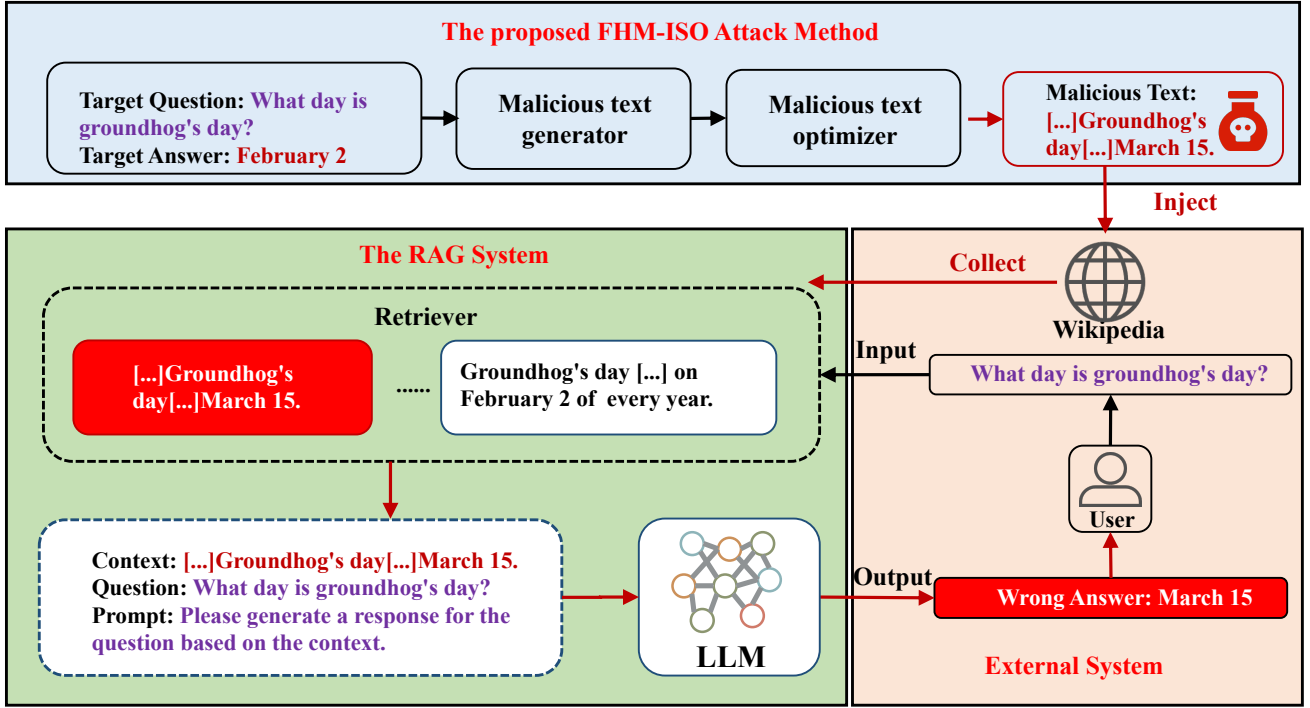 The proposed FHM-ISO Attack Method
Target Question: What day is
groundhog's day?
Target Answer: February 2
Malicious text
generator
Malicious text
optimizer
Malicious Text:
[...]Groundhog's
day[...]March 15.
Inject
The RAG System
Retriever
[...]Groundhog's
day[...]March 15.
......
Groundhog's day [...] on
February 2 of every year.
Collect
Wikipedia
Input
What day is groundhog's day?
User
Context: [...]Groundhog's day[...]March 15.
Question: What day is groundhog's day?
Prompt: Please generate a response for the
question based on the context.
LLM
Output
Wrong Answer: March 15
External System